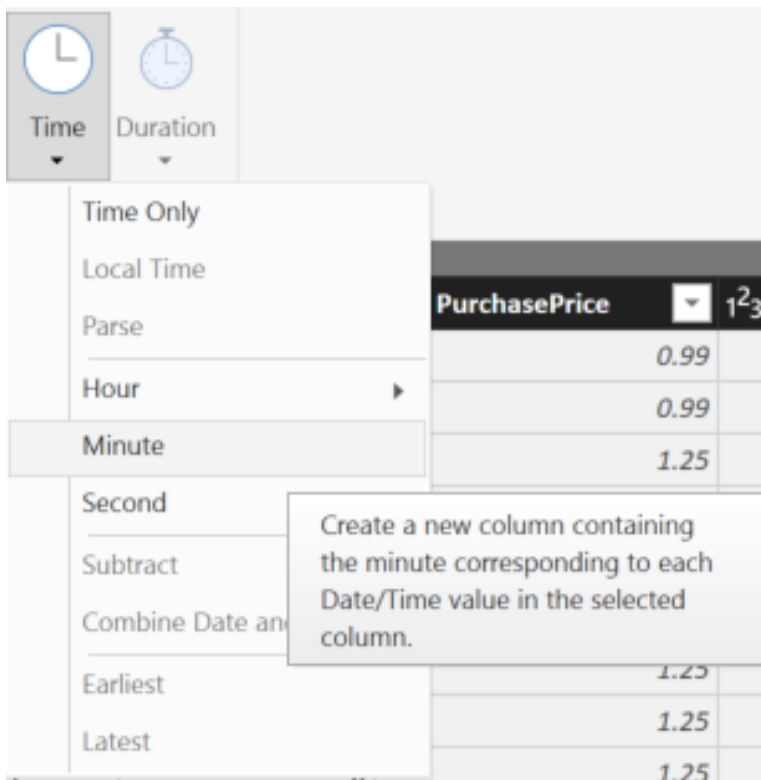 Time Duration
Time Only
Local Time
Parse
Hour
Minute
Second
Subtract
Combine Date
Earliest
Latest
Create a new column containing
the minute corresponding to each
Date/Time value in the selected
column.
PurchasePrice 1²3
0.99
0.99
1.25
1.25
1.25
1.25